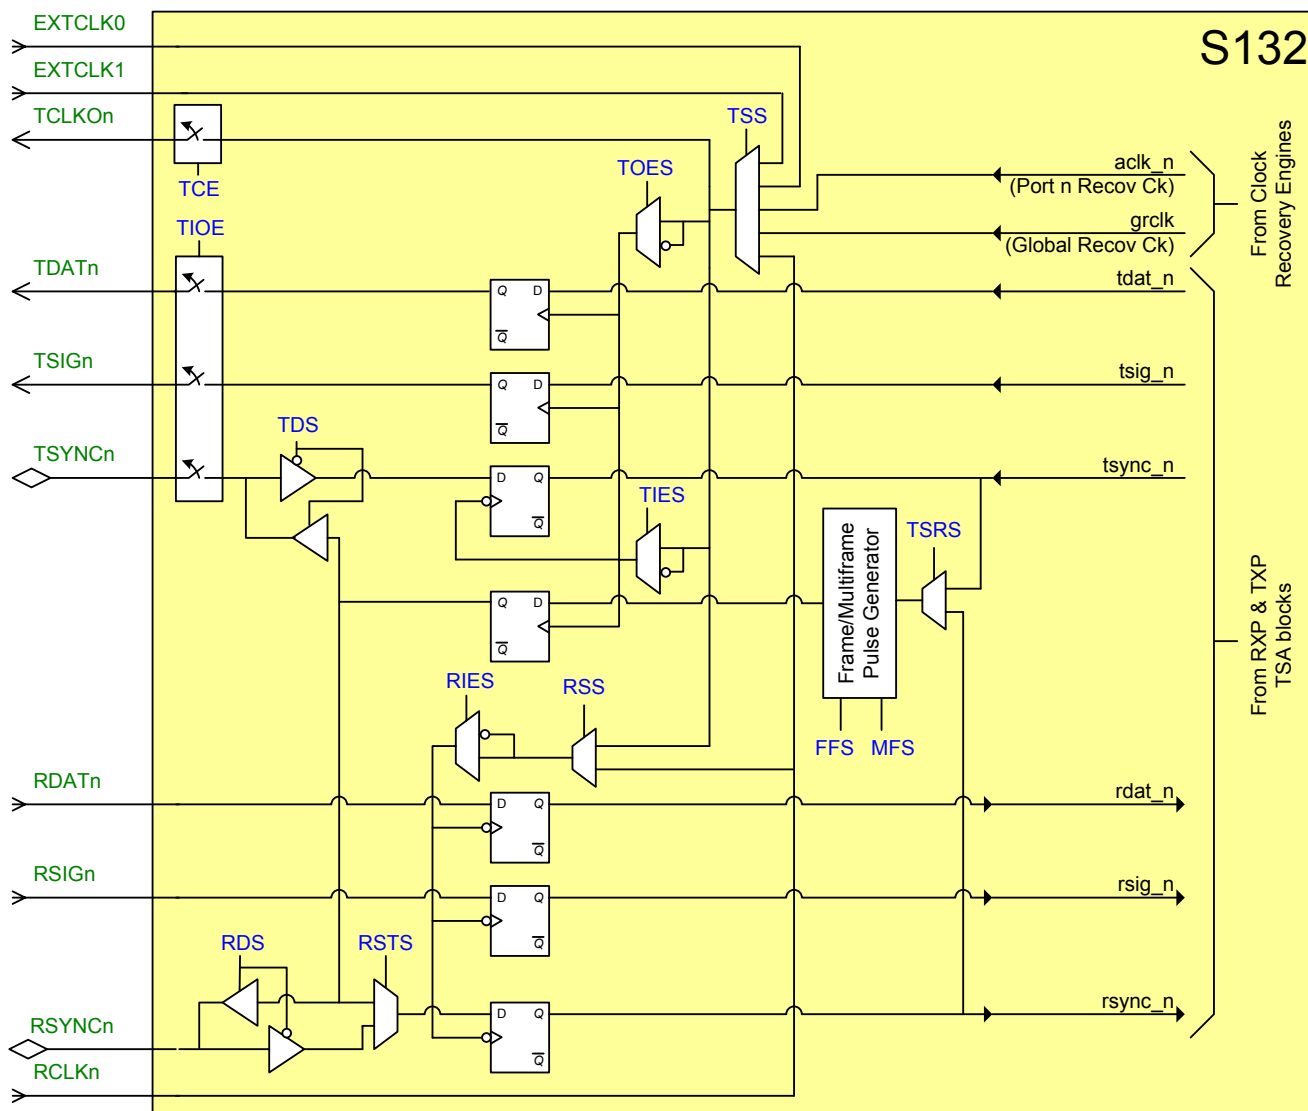 S132
EXTCLK0
EXTCLK1
TCLKOn
TCE
TIOE
TDATn
TSIGn
TSYNCn
TDS
TOES
TSS
aclk_n
(Port n Recov Ck)
grclk
(Global Recov Ck)
From Clock
Recovery Engines
tdat_n
tsig_n
tsync_n
Q D
Q
Q D
Q
D Q
Q
TIES
TSRS
Frame/Multiframe
Pulse Generator
FFS MFS
Q D
Q
From RXP & TXP
TSA blocks
RIES
RSS
RDATn
D Q
Q
rdat_n
RSIGn
D Q
Q
rsig_n
RDS
RSTS
RSYNCn
D Q
Q
rsync_n
RCLKn